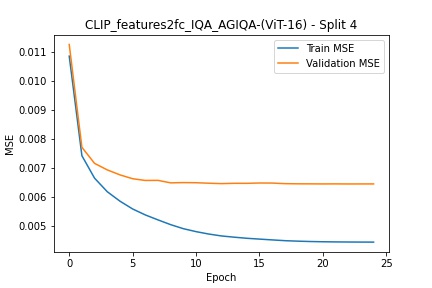 CLIP_features2fc_IQA_AGIQA-(ViT-16) - Split 4
Train MSE
Validation MSE
MSE
0.011
0.010
0.009
0.008
0.007
0.006
0.005
0 5 10 15 20 25
Epoch